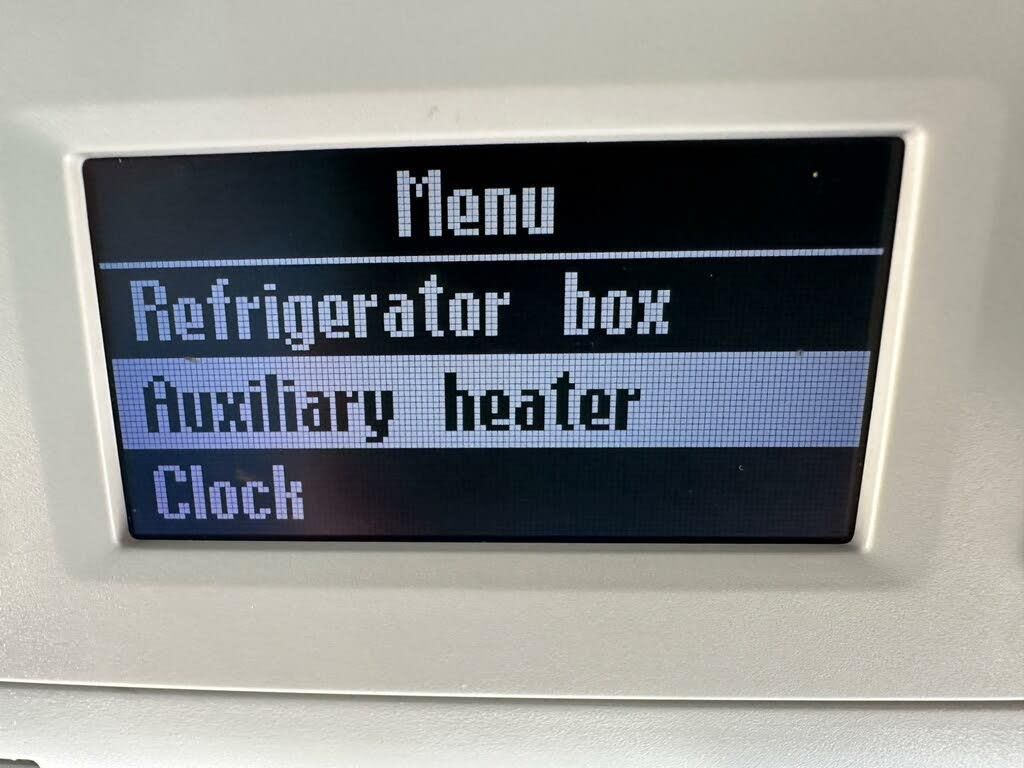 Menu
Refrigerator box
Auxiliary heater
Clock